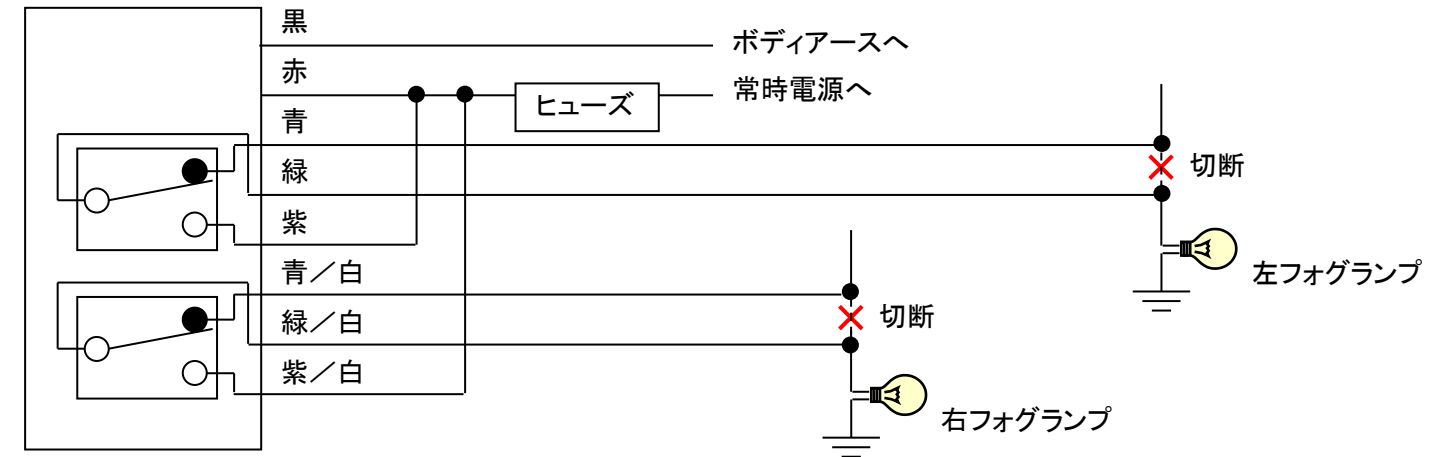 黒
ボディアースへ
赤
常時電源へ
ヒューズ
青
緑
切断
紫
青／白
左フォグランプ
緑／白
切断
紫／白
右フォグランプ